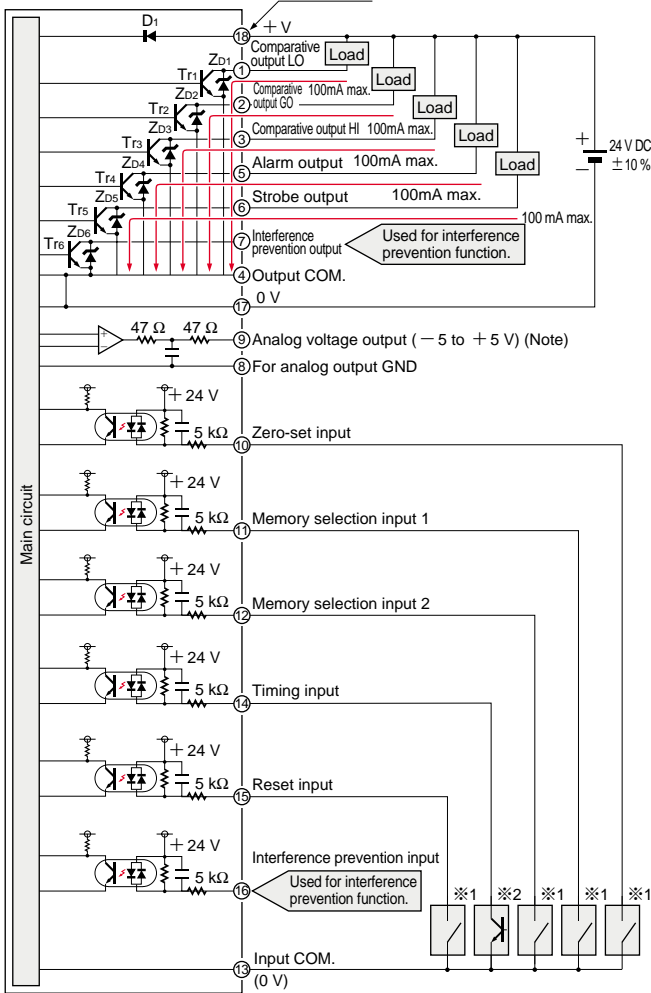 D1
18 +V
Comparative
output LO
Load
ZD1
1
Tr1
Comparative
output GO
100mA max.
Load
ZD2
2
Tr2
Comparative output HI 100mA max.
Load
ZD3
3
Tr3
Alarm output 100mA max.
Load
ZD4
5
Tr4
Strobe output 100mA max.
Load
ZD5
6
Tr5
100 mA max.
+
−
24 V DC
±10 %
ZD6
7
Tr6
Interference
prevention output
Used for interference
prevention function.
4 Output COM.
17 0 V
47 Ω 47 Ω
9 Analog voltage output (−5 to +5 V) (Note)
8 For analog output GND
+24 V
5 kΩ
10 Zero-set input
+24 V
5 kΩ
11 Memory selection input 1
+24 V
5 kΩ
12 Memory selection input 2
+24 V
5 kΩ
14 Timing input
+24 V
5 kΩ
15 Reset input
+24 V
5 kΩ
16
Interference prevention input
Used for interference
prevention function.
※1 ※2 ※1 ※1 ※1
13 Input COM.
(0 V)
Main circuit